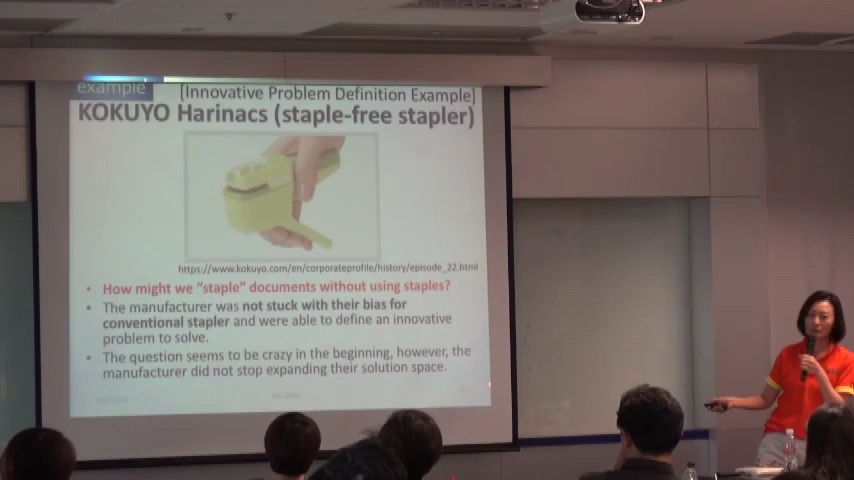 example
[Innovative Problem Definition Example]
KOKUYO Harinacs (staple-free stapler)
https://www.kokuyo.com/en/corporateprofile/history/episode_22.html
• How might we “staple” documents without using staples?
• The manufacturer was not stuck with their bias for
conventional stapler and were able to define an innovative
problem to solve.
• The question seems to be crazy in the beginning, however, the
manufacturer did not stop expanding their solution space.